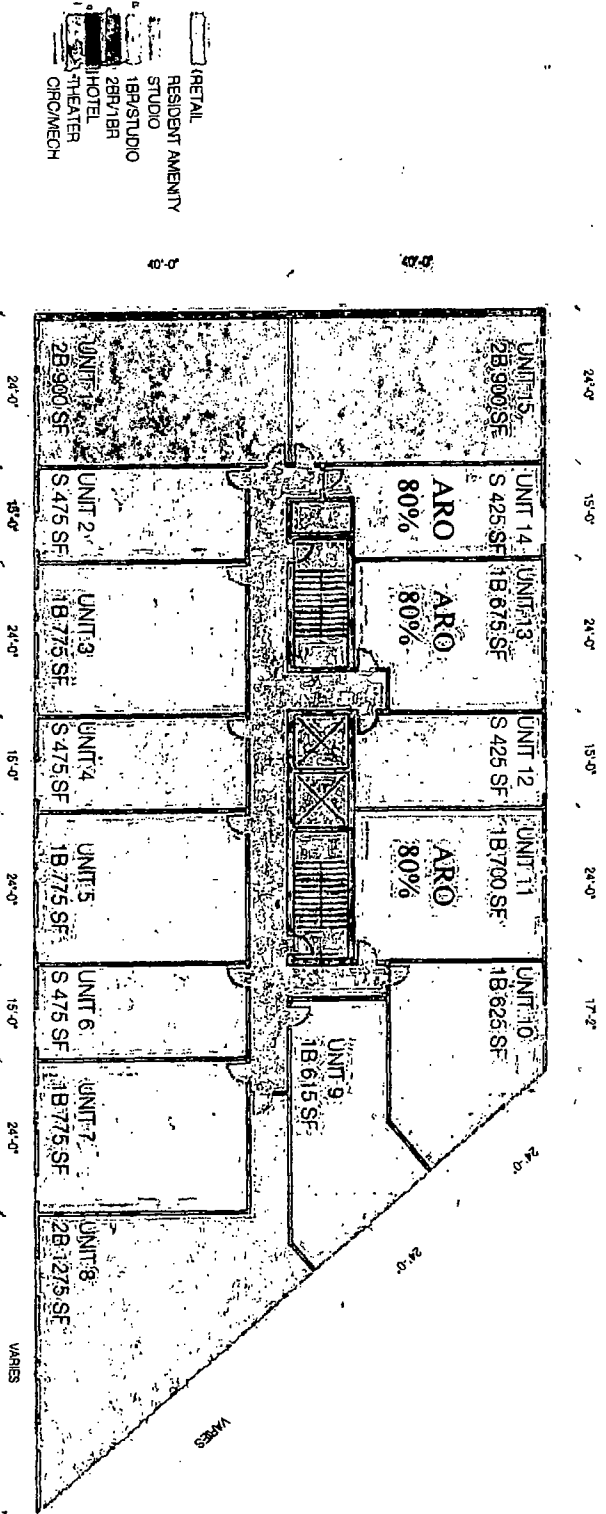 RETAIL
RESIDENT AMENITY
STUDIO
1BR/STUDIO
2BR/1BR
HOTEL
THEATER
CIRC/MECH
40'-0"
40'-0"
24'-0"
15'-0"
24'-0"
15'-0"
24'-0"
17'-2"
24'-0"
24'-0"
VARIES
UNIT 15
2B 900 SF
UNIT 14
S 425 SF
ARO
80%
UNIT 13
1B 675 SF
ARO
80%
UNIT 12
S 425 SF
UNIT 11
1B 700 SF
ARO
80%
UNIT 10
1B 625 SF
UNIT 9
1B 615 SF
UNIT 1
2B 900 SF
UNIT 2
S 475 SF
UNIT 3
1B 775 SF
UNIT 4
S 475 SF
UNIT 5
1B 775 SF
UNIT 6
S 475 SF
UNIT 7
1B 775 SF
UNIT 8
2B 1275 SF
24'-0"
24'-0"
15'-0"
24'-0"
15'-0"
24'-0"
VARIES